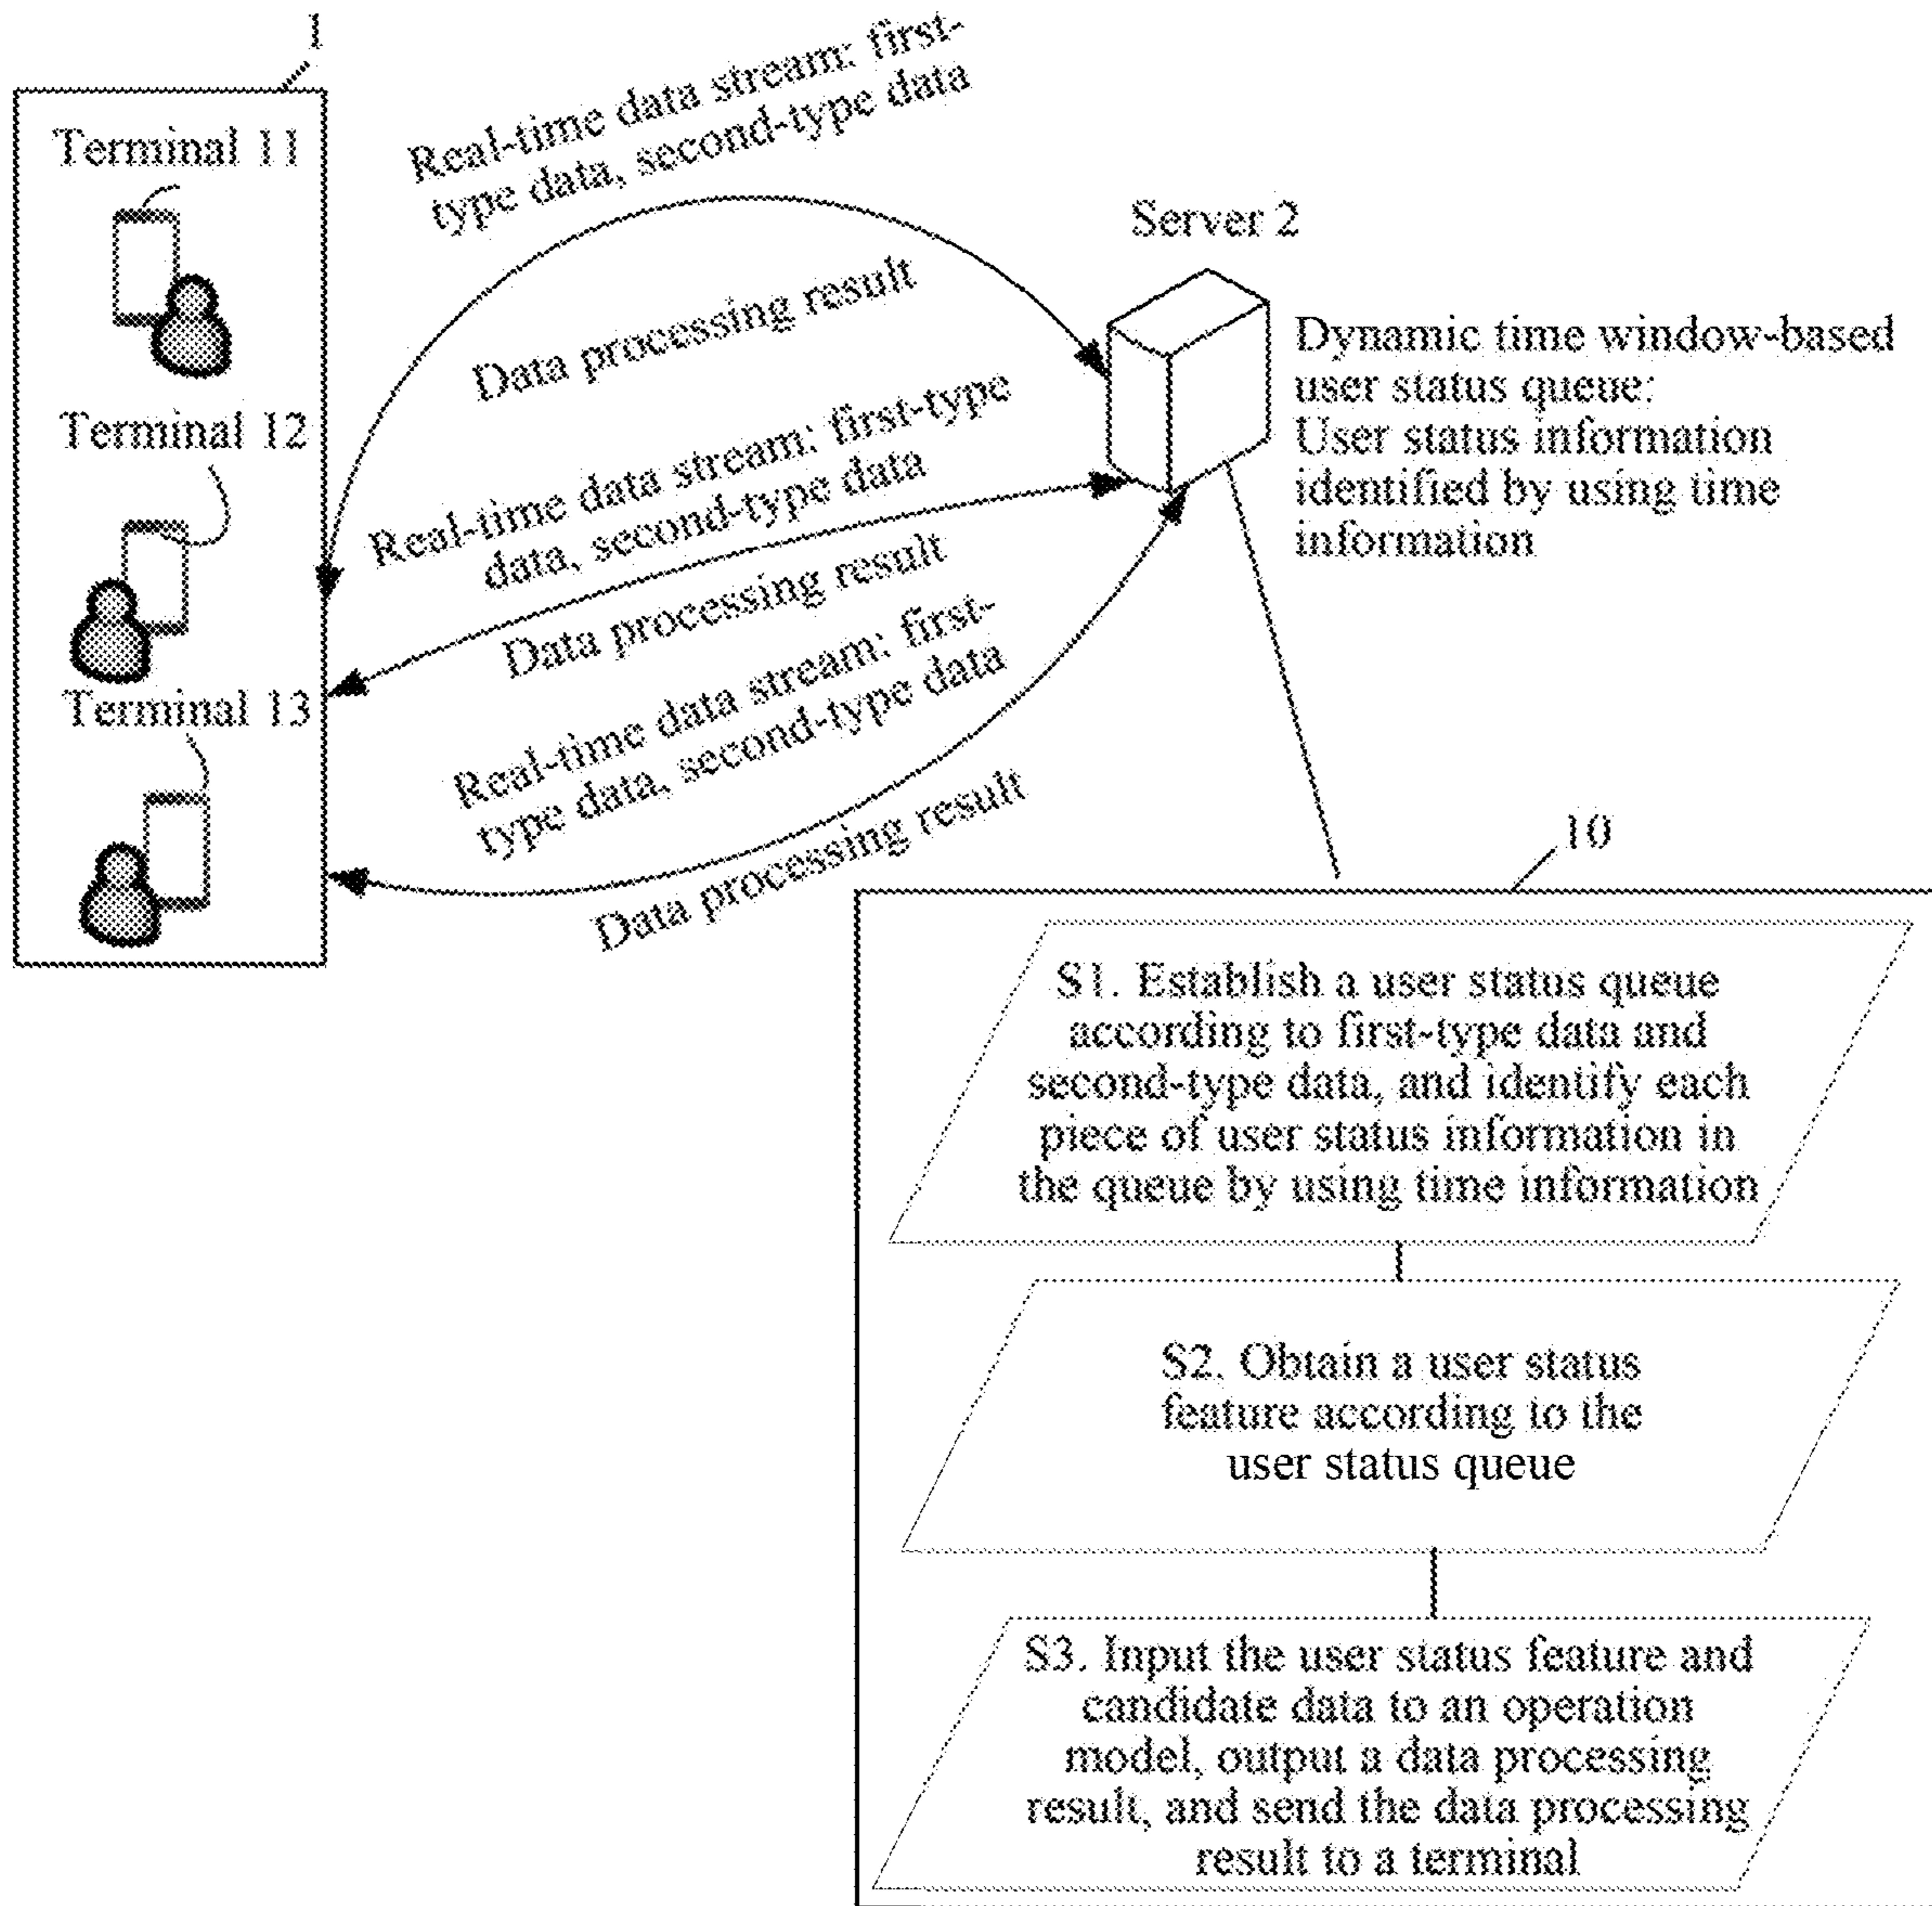 1
Terminal 11
Terminal 12
Terminal 13
Real-time data stream: first-
type data, second-type data
Data processing result
Real-time data stream: first-type
data, second-type data
Data processing result
Real-time data stream: first-
type data, second-type data
Data processing result
Server 2
Dynamic time window-based
user status queue:
User status information
identified by using time
information
10
S1. Establish a user status queue
according to first-type data and
second-type data, and identify each
piece of user status information in
the queue by using time information
S2. Obtain a user status
feature according to the
user status queue
S3. Input the user status feature and
candidate data to an operation
model, output a data processing
result, and send the data processing
result to a terminal